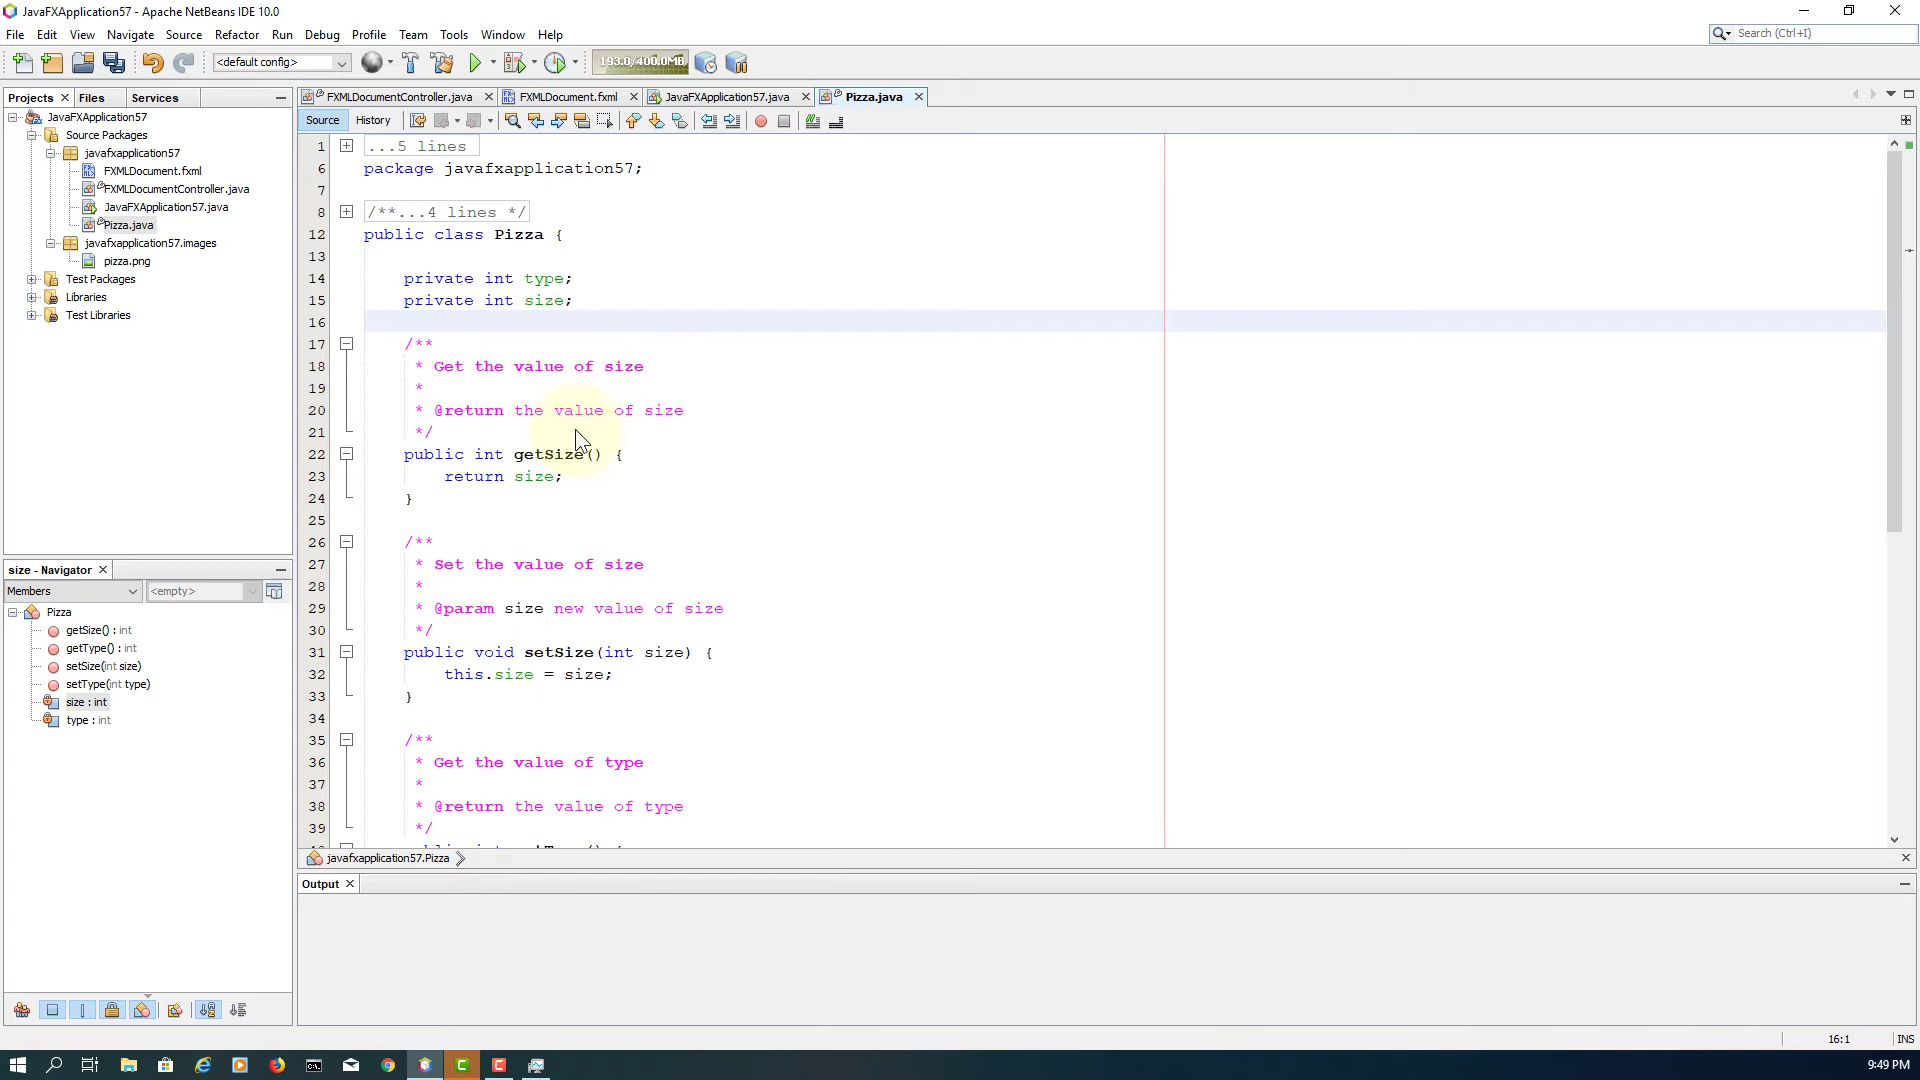 JavaFXApplication57 - Apache NetBeans IDE 10.0
File Edit View Navigate Source Refactor Run Debug Profile Team Tools Window Help
Search (Ctrl+I)
<default config>
193.0/400.0MB
Projects Files Services
FXMLDocumentController.java FXMLDocument.fxml JavaFXApplication57.java Pizza.java
Source History
JavaFXApplication57
Source Packages
javafxapplication57
FXMLDocument.fxml
FXMLDocumentController.java
JavaFXApplication57.java
Pizza.java
javafxapplication57.images
pizza.png
Test Packages
Libraries
Test Libraries
1 ...5 lines
6 package javafxapplication57;
7
8 /**...4 lines */
12 public class Pizza {
13
14 private int type;
15 private int size;
16
17 /**
18 * Get the value of size
19 *
20 * @return the value of size
21 */
22 public int getSize() {
23 return size;
24 }
25
26 /**
27 * Set the value of size
28 *
29 * @param size new value of size
30 */
31 public void setSize(int size) {
32 this.size = size;
33 }
34
35 /**
36 * Get the value of type
37 *
38 * @return the value of type
39 */
size - Navigator
Members <empty>
Pizza
getSize() : int
getType() : int
setSize(int size)
setType(int type)
size : int
type : int
javafxapplication57.Pizza
Output
16:1 INS
9:49 PM